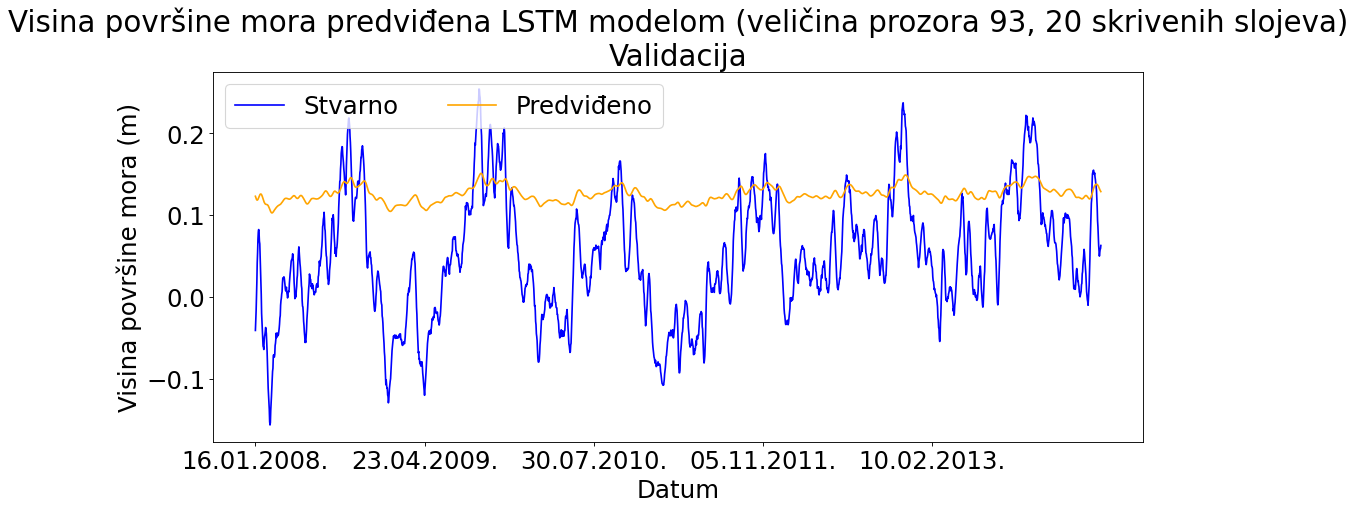 Visina površine mora predviđena LSTM modelom (veličina prozora 93, 20 skrivenih slojeva)
Validacija
Stvarno
Predviđeno
Visina površine mora (m)
0.2
0.1
0.0
−0.1
16.01.2008.
23.04.2009.
30.07.2010.
05.11.2011.
10.02.2013.
Datum